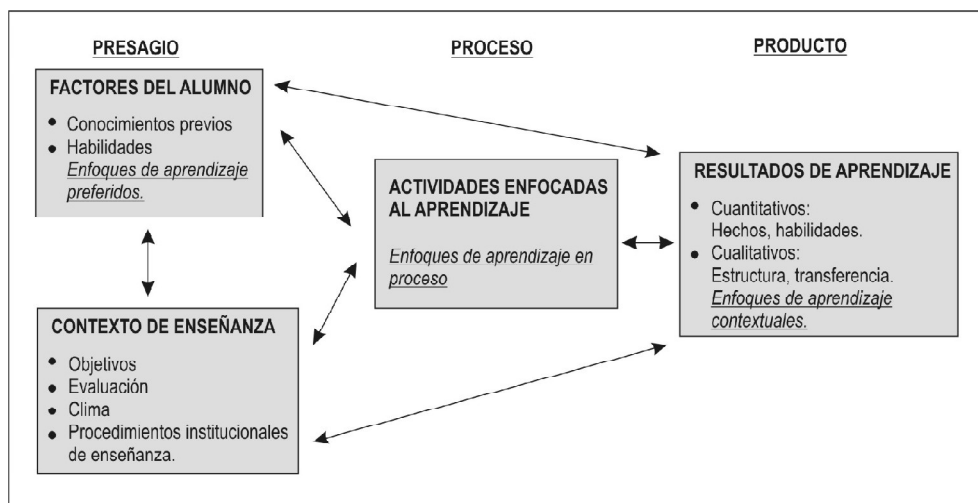 PRESAGIO
PROCESO
PRODUCTO
FACTORES DEL ALUMNO
• Conocimientos previos
• Habilidades
Enfoques de aprendizaje
preferidos.
ACTIVIDADES ENFOCADAS
AL APRENDIZAJE
Enfoques de aprendizaje en
proceso
RESULTADOS DE APRENDIZAJE
• Cuantitativos:
Hechos, habilidades.
• Cualitativos:
Estructura, transferencia.
Enfoques de aprendizaje
contextuales.
CONTEXTO DE ENSEÑANZA
• Objetivos
• Evaluación
• Clima
• Procedimientos institucionales
de enseñanza.